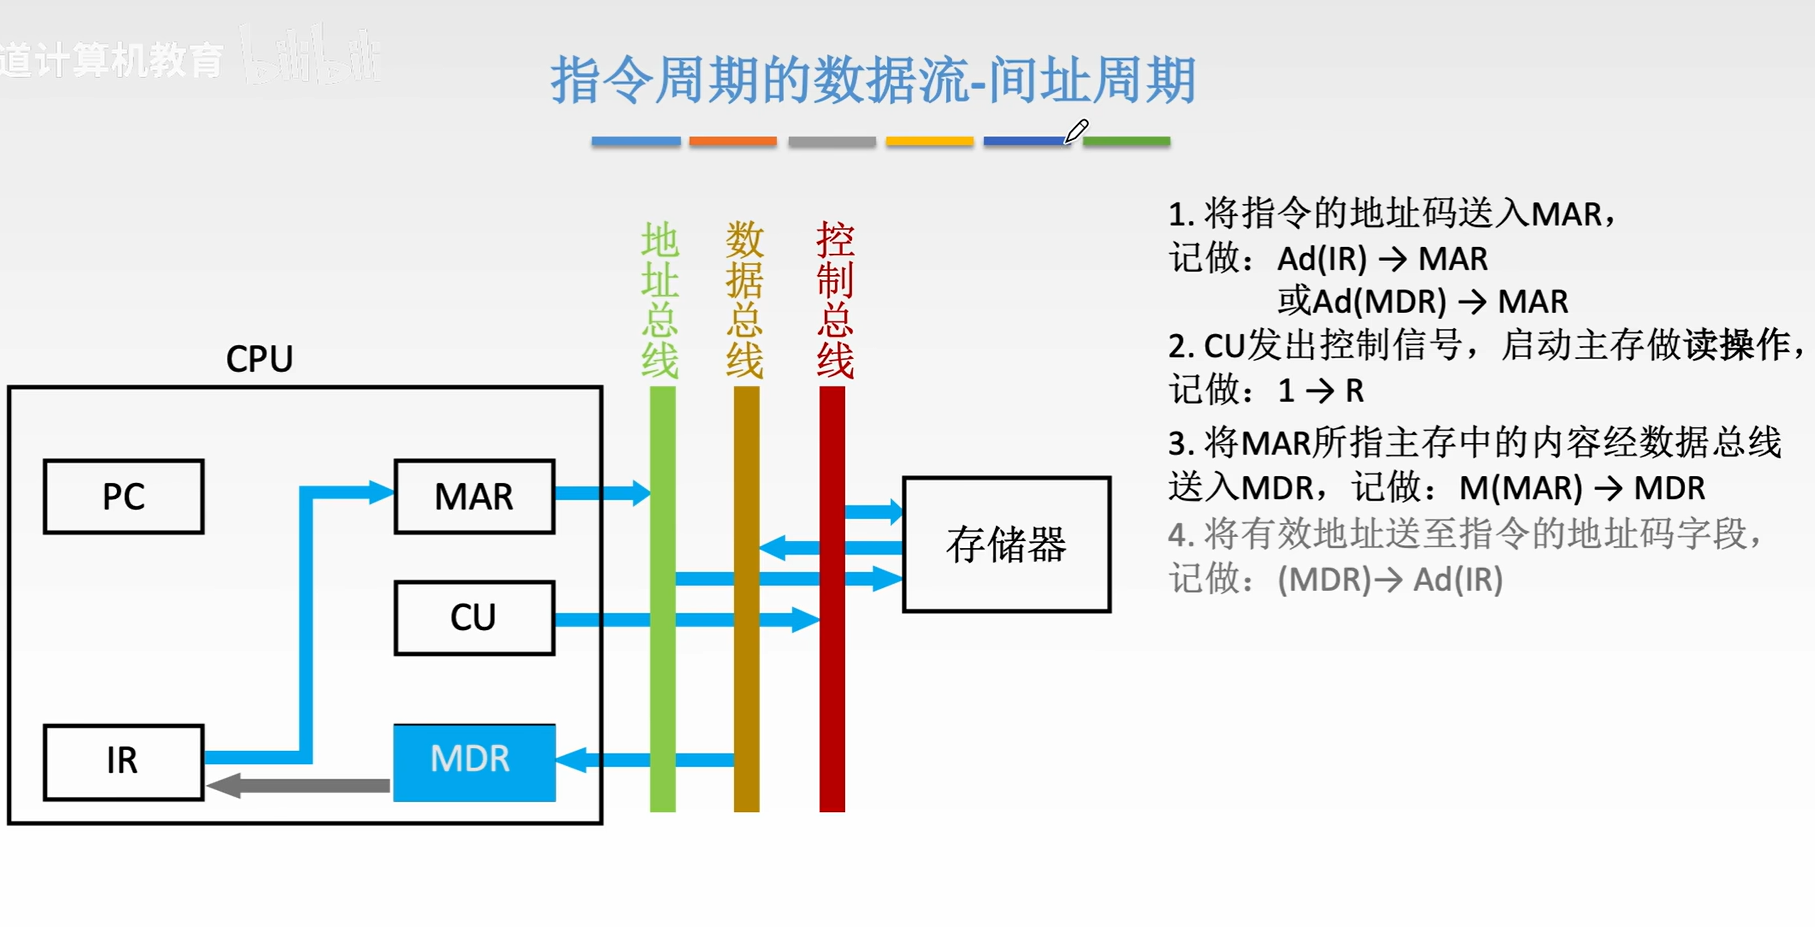 道计算机教育 bilibili
指令周期的数据流-间址周期
地址总线
数据总线
控制总线
CPU
PC
MAR
CU
IR
MDR
存储器
1. 将指令的地址码送入MAR，
记做：Ad(IR) → MAR
或Ad(MDR) → MAR
2. CU发出控制信号，启动主存做读操作，
记做：1 → R
3. 将MAR所指主存中的内容经数据总线
送入MDR，记做：M(MAR) → MDR
4. 将有效地址送至指令的地址码字段，
记做：(MDR)→ Ad(IR)